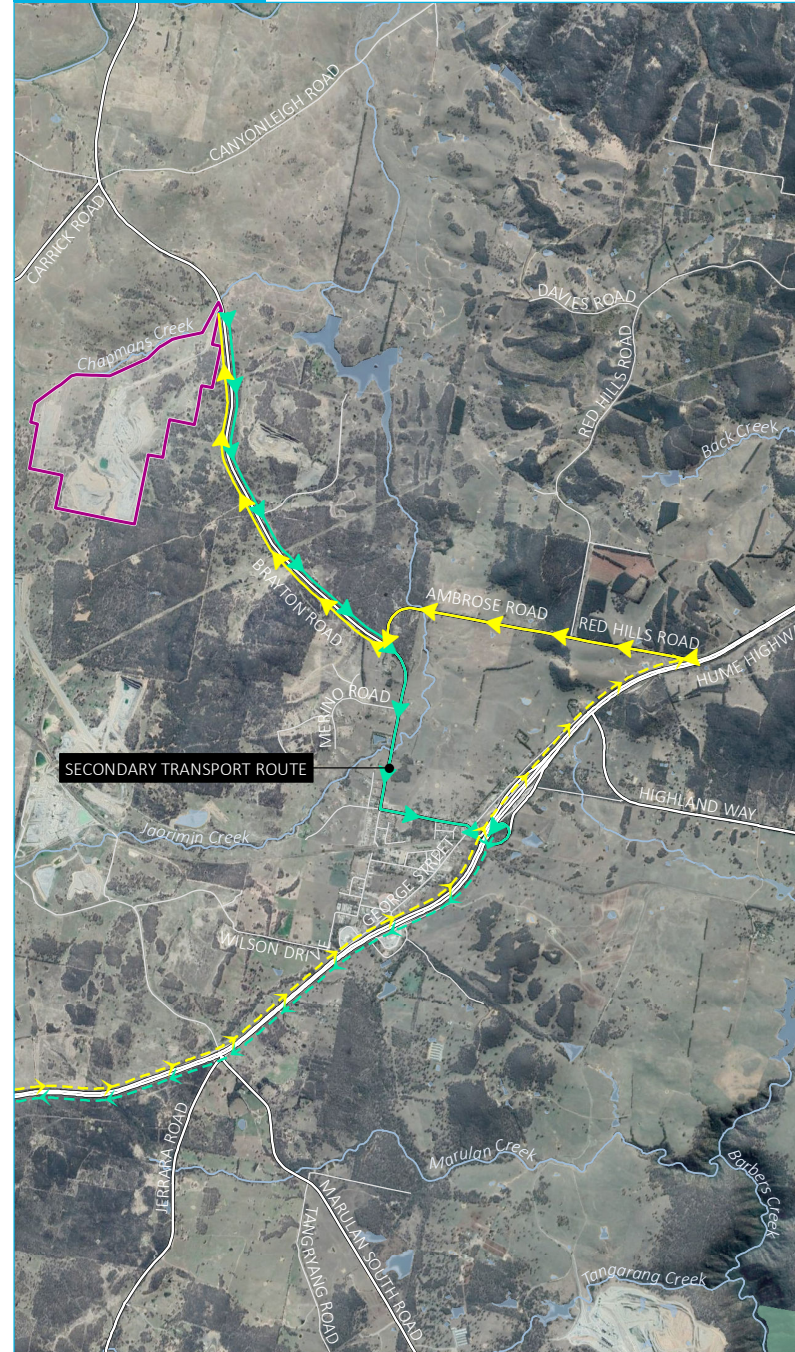 CANYONLEIGH ROAD
CARRICK ROAD
DAVIES ROAD
Chapmans Creek
RED HILLS ROAD
Back Creek
BRAYTON ROAD
AMBROSE ROAD
RED HILLS ROAD
HUME HIGHW
MERINO ROAD
SECONDARY TRANSPORT ROUTE
HIGHLAND WAY
Jaorimin Creek
GEORGE STREET
WILSON DRIVE
JERRARA ROAD
Marulan Creek
Barbers Creek
MARULAN SOUTH ROAD
TANGRYANG ROAD
Tangarang Creek